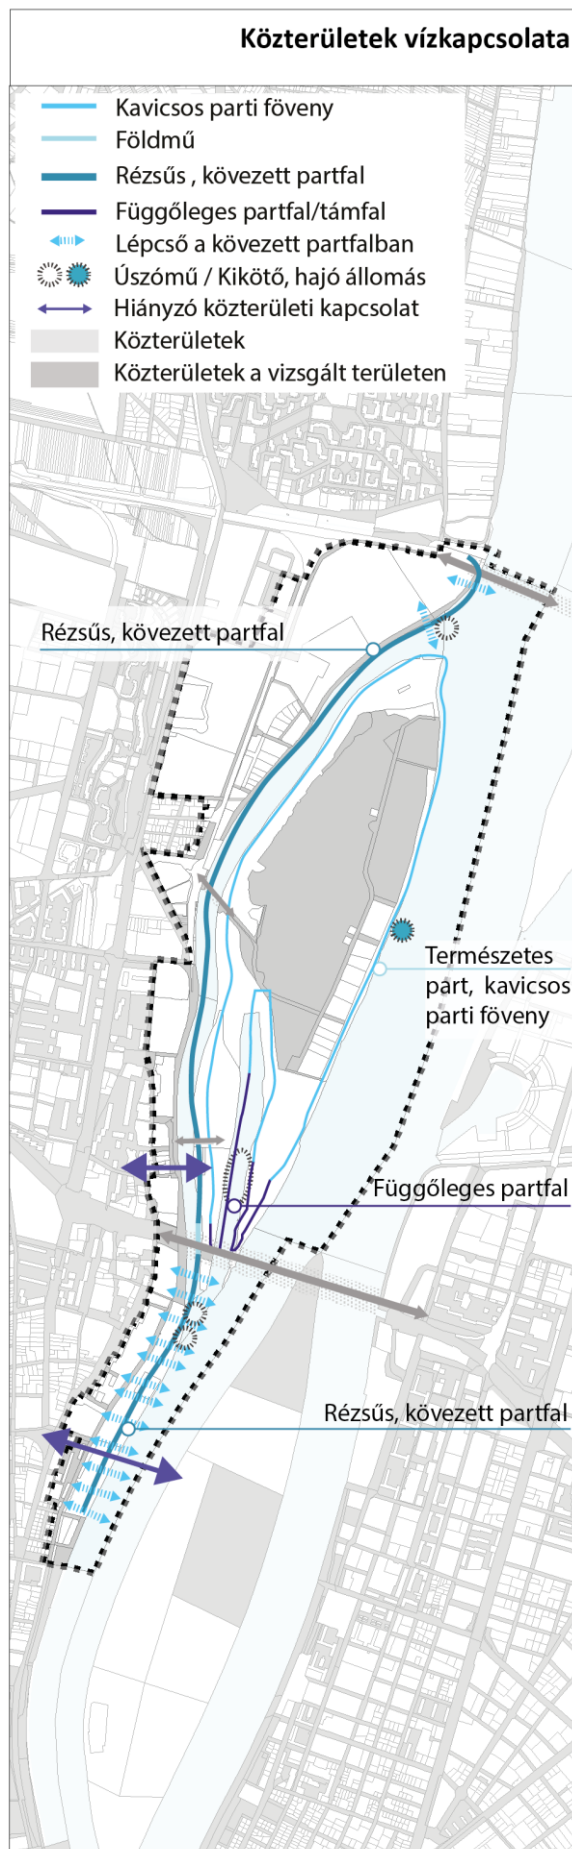 Közterületek vízkapcsolata
Kavicsos parti föveny
Földmű
Rézsűs , kövezett partfal
Függőleges partfal/támfal
Lépcső a kövezett partfalban
Úszómű / Kikötő, hajó állomás
Hiányzó közterületi kapcsolat
Közterületek
Közterületek a vizsgált területen
Rézsűs, kövezett partfal
Természetes
párt, kavicsos
parti föveny
Függőleges partfal
Rézsűs, kövezett partfal